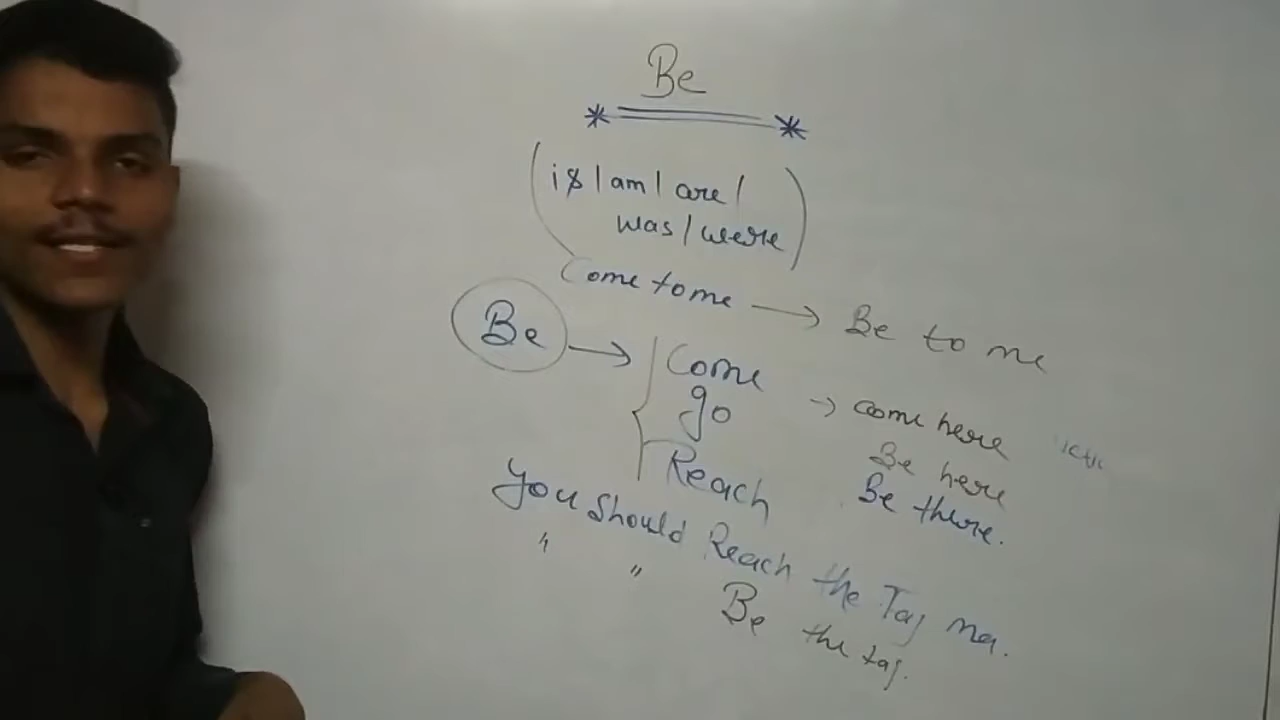 Be
* *
(is/am/are/
was/were)
Come to me → Be to me
Be → Come
go → Come here
Be here
Reach Be there.
You should Reach the Taj Ma.
" " Be the taj.